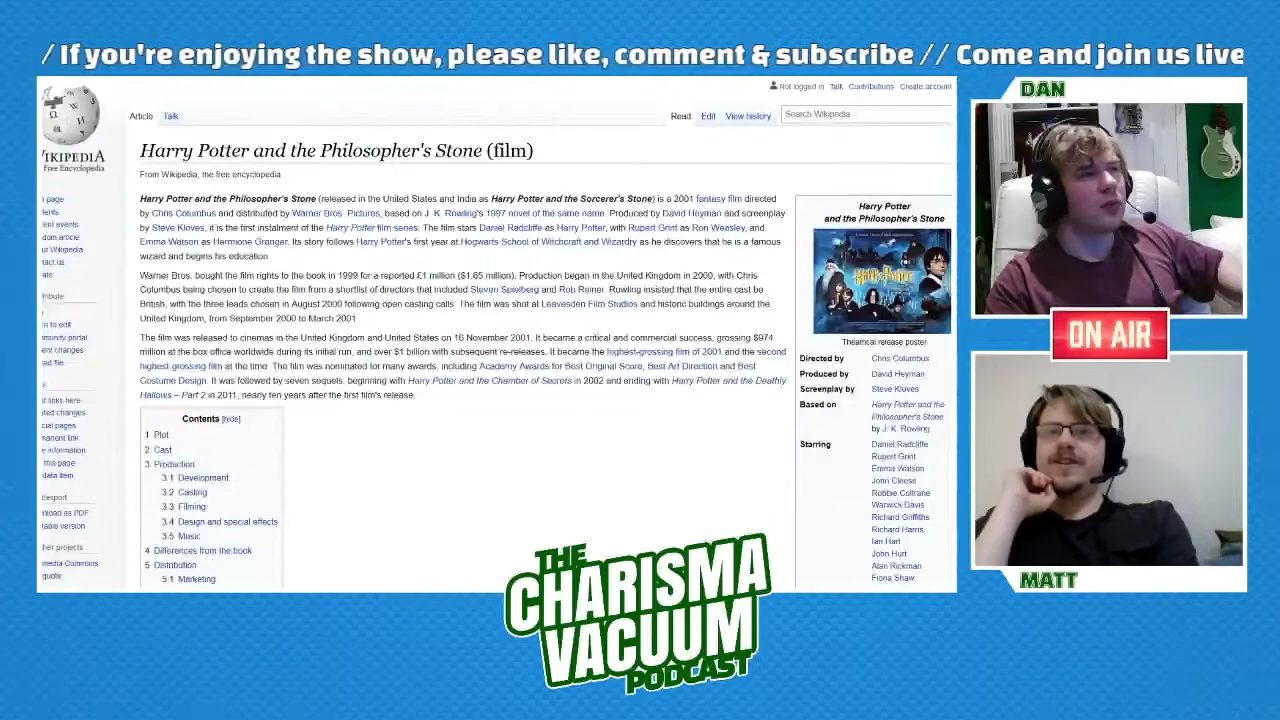 / If you're enjoying the show, please like, comment & subscribe // Come and join us live
WIKIPEDIA
Free Encyclopedia
Not logged in Talk Contributions Create account
Article Talk
Read Edit View history
Search Wikipedia
Harry Potter and the Philosopher's Stone (film)
From Wikipedia, the free encyclopedia
Harry Potter and the Philosopher's Stone (released in the United States and India as Harry Potter and the Sorcerer's Stone) is a 2001 fantasy film directed
by Chris Columbus and distributed by Warner Bros. Pictures, based on J. K. Rowling's 1997 novel of the same name. Produced by David Heyman and screenplay
by Steve Kloves, it is the first instalment of the Harry Potter film series. The film stars Daniel Radcliffe as Harry Potter, with Rupert Grint as Ron Weasley, and
Emma Watson as Hermione Granger. Its story follows Harry Potter's first year at Hogwarts School of Witchcraft and Wizardry as he discovers that he is a famous
wizard and begins his education.
Warner Bros. bought the film rights to the book in 1999 for a reported £1 million ($1.65 million). Production began in the United Kingdom in 2000, with Chris
Columbus being chosen to create the film from a shortlist of directors that included Steven Spielberg and Rob Reiner. Rowling insisted that the entire cast be
British, with the three leads chosen in August 2000 following open casting calls. The film was shot at Leavesden Film Studios and historic buildings around the
United Kingdom, from September 2000 to March 2001.
The film was released to cinemas in the United Kingdom and United States on 16 November 2001. It became a critical and commercial success, grossing $974
million at the box office worldwide during its initial run, and over $1 billion with subsequent re-releases. It became the highest-grossing film of 2001 and the second
highest-grossing film at the time. The film was nominated for many awards, including Academy Awards for Best Original Score, Best Art Direction and Best
Costume Design. It was followed by seven sequels, beginning with Harry Potter and the Chamber of Secrets in 2002 and ending with Harry Potter and the Deathly
Hallows – Part 2 in 2011, nearly ten years after the first film's release.
Contents [hide]
1 Plot
2 Cast
3 Production
3.1 Development
3.2 Casting
3.3 Filming
3.4 Design and special effects
3.5 Music
4 Differences from the book
5 Distribution
5.1 Marketing
Harry Potter
and the Philosopher's Stone
Harry Potter
Theatrical release poster
Directed by Chris Columbus
Produced by David Heyman
Screenplay by Steve Kloves
Based on Harry Potter and the
Philosopher's Stone
by J. K. Rowling
Starring Daniel Radcliffe
Rupert Grint
Emma Watson
John Cleese
Robbie Coltrane
Warwick Davis
Richard Griffiths
Richard Harris
Ian Hart
John Hurt
Alan Rickman
Fiona Shaw
DAN
ON AIR
MATT
THE
CHARISMA
VACUUM
PODCAST